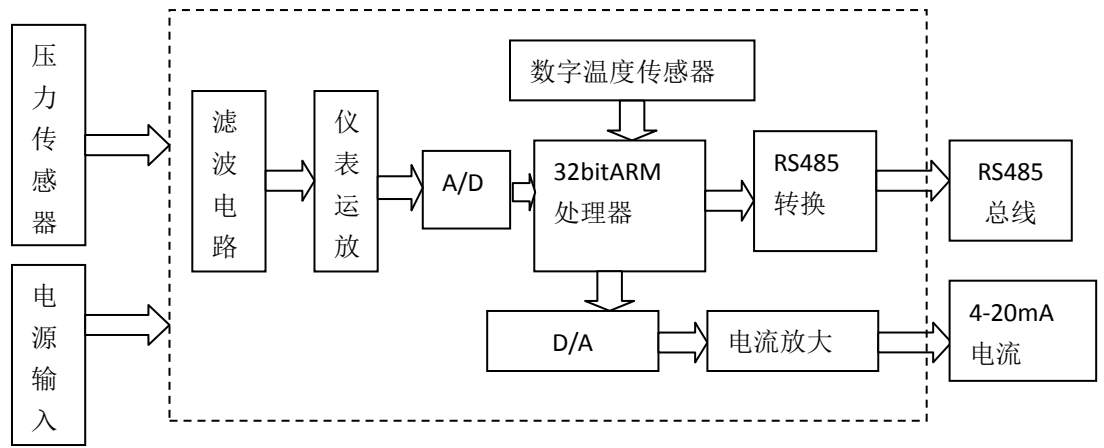 压
力
传
感
器
电
源
输
入
滤
波
电
路
仪
表
运
放
A/D
数字温度传感器
32bitARM
处理器
RS485
转换
RS485
总线
D/A
电流放大
4-20mA
电流